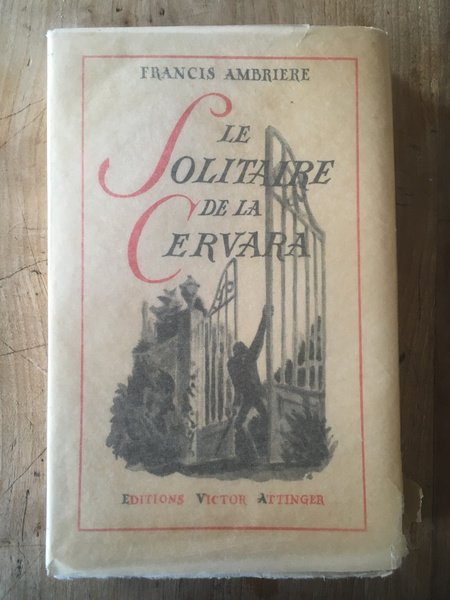 FRANCIS AMBRIERE
LE
SOLITAIRE
DE LA
CERVARA
EDITIONS VICTOR ATTINGER